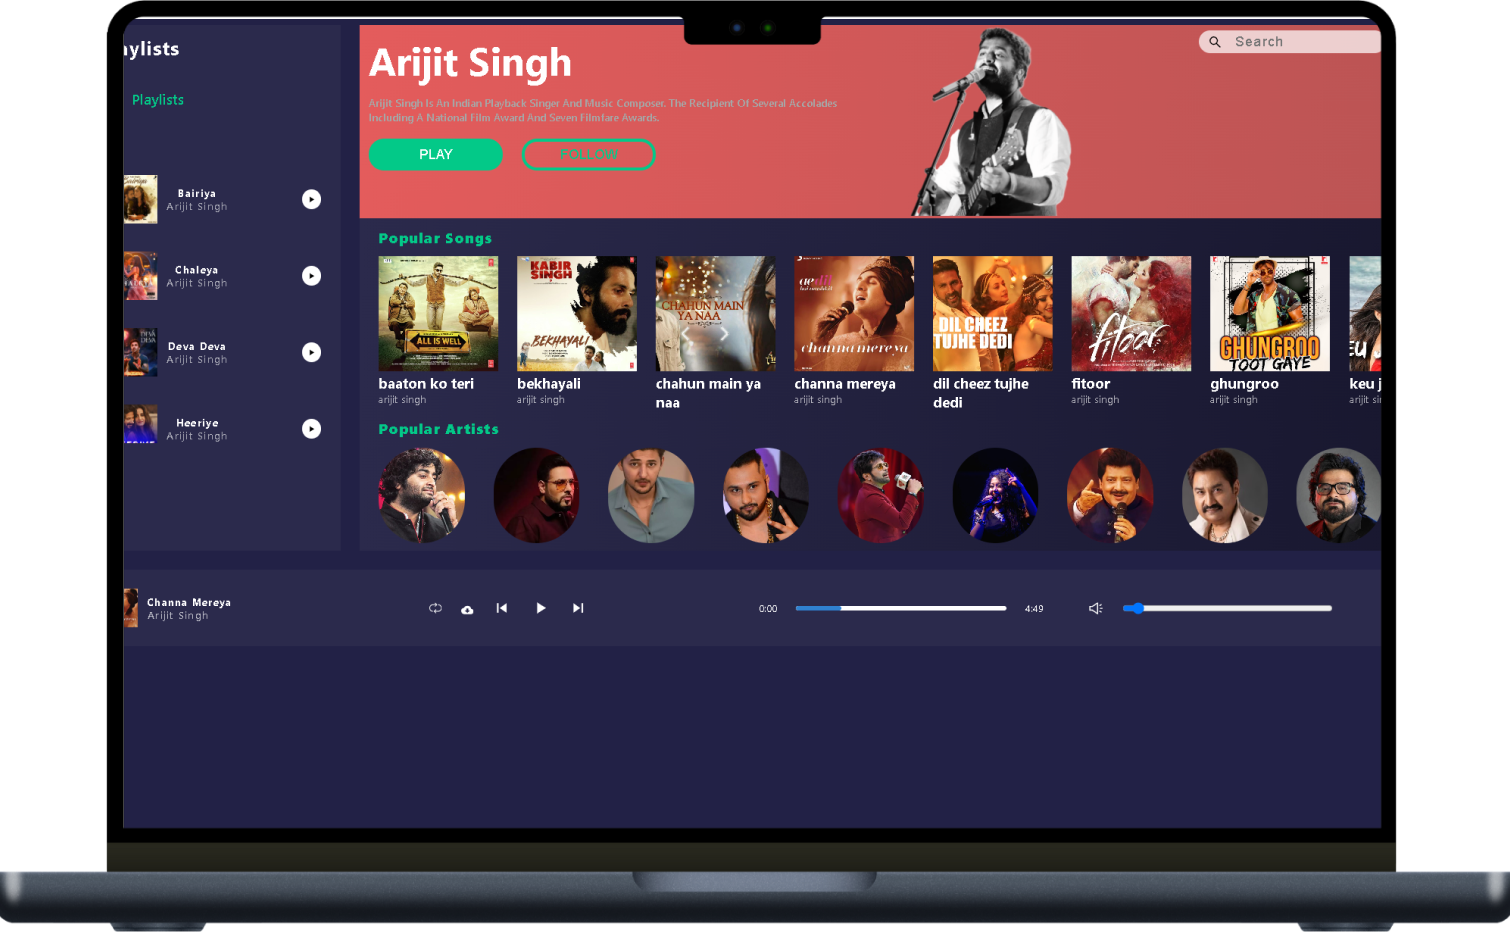 ylists
Playlists
Bairiya
Arijit Singh
Chaleya
Arijit Singh
Deva Deva
Arijit Singh
Heeriye
Arijit Singh
Arijit Singh
Arijit Singh Is An Indian Playback Singer And Music Composer. The Recipient Of Several Accolades
Including A National Film Award And Seven Filmfare Awards.
PLAY
FOLLOW
Search
Popular Songs
ALL IS WELL
KABIR
SINGH
BEKHAYALI
CHAHUN MAIN
YA NAA
ae dil
channa mereya
DIL CHEEZ
TUJHE DEDI
fitoor
GHUNGROO
TOOT GAYE
EU J
baaton ko teri
arijit singh
bekhayali
arijit singh
chahun main ya
naa
channa mereya
arijit singh
dil cheez tujhe
dedi
fitoor
arijit singh
ghungroo
arijit singh
keu j
arijit si
Popular Artists
Channa Mereya
Arijit Singh
0:00
4:49